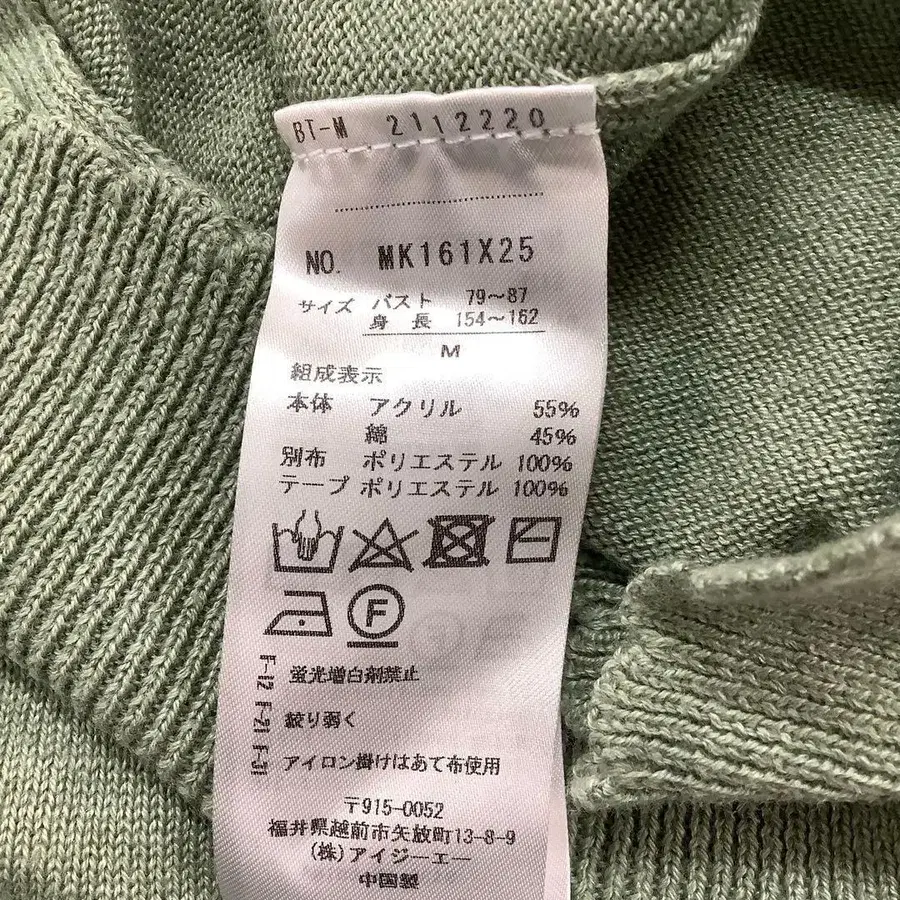 BT-M 2112220
NO. MK161X25
サイズ バスト 79～87
身長 154～162
M
組成表示
本体 アクリル 55%
綿 45%
別布 ポリエステル 100%
テープ ポリエステル 100%
F
F-12 F-21 F-31
蛍光増白剤禁止
絞り弱く
アイロン掛けはあて布使用
〒915-0052
福井県越前市矢放町13-8-9
(株)アイジーエー
中国製